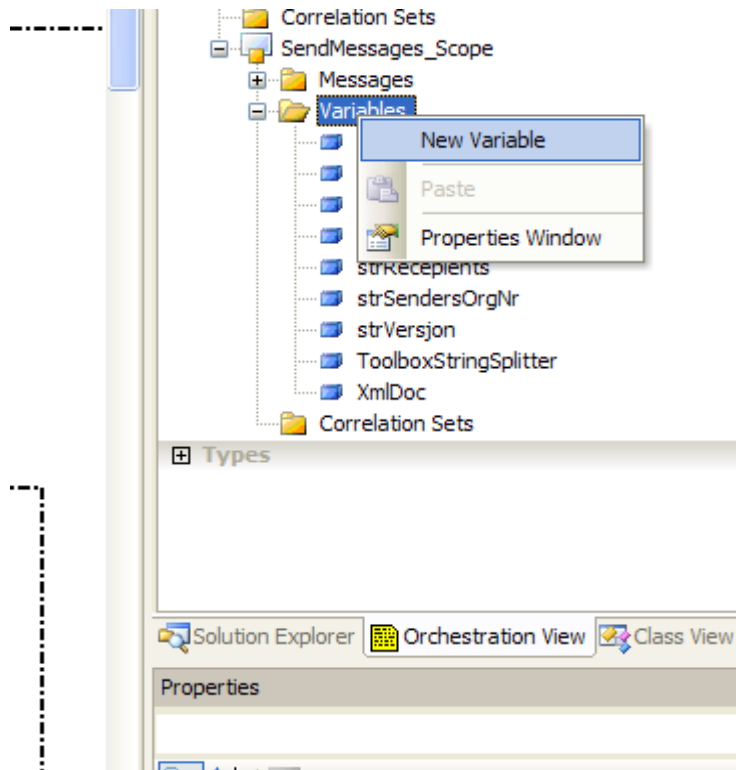 Correlation Sets
SendMessages_Scope
Messages
Variables
New Variable
Paste
Properties Window
strRecepients
strSendersOrgNr
strVersjon
ToolboxStringSplitter
XmlDoc
Correlation Sets
Types
Solution Explorer Orchestration View Class View
Properties